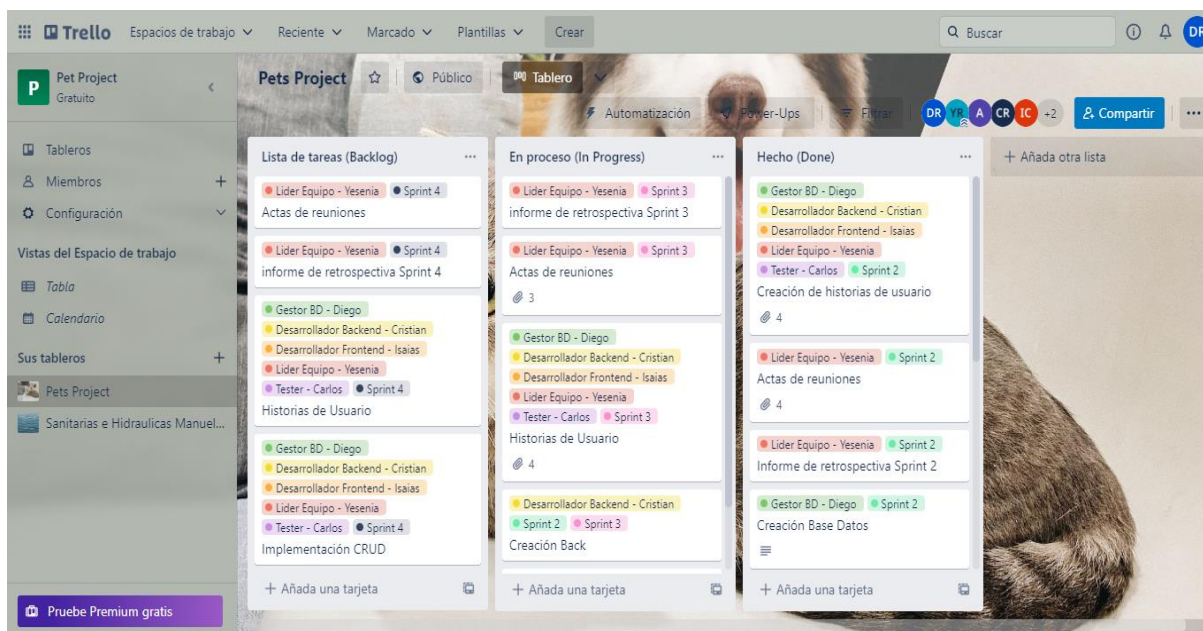 Trello Espacios de trabajo Reciente Marcado Plantillas Crear Buscar DR
P Pet Project
Gratuito
Tableros
Miembros
Configuración
Vistas del Espacio de trabajo
Tabla
Calendario
Sus tableros
Pets Project
Sanitarias e Hidraulicas Manuel...
Pruebe Premium gratis
Pets Project Público Tablero
Automatización Power-Ups Filtrar DR YR A CR IC +2 Compartir
Lista de tareas (Backlog)
Lider Equipo - Yesenia Sprint 4
Actas de reuniones
Lider Equipo - Yesenia Sprint 4
informe de retrospectiva Sprint 4
Gestor BD - Diego
Desarrollador Backend - Cristian
Desarrollador Frontend - Isaias
Lider Equipo - Yesenia
Tester - Carlos Sprint 4
Historias de Usuario
Gestor BD - Diego
Desarrollador Backend - Cristian
Desarrollador Frontend - Isaias
Lider Equipo - Yesenia
Tester - Carlos Sprint 4
Implementación CRUD
Añada una tarjeta
En proceso (In Progress)
Lider Equipo - Yesenia Sprint 3
informe de retrospectiva Sprint 3
Lider Equipo - Yesenia Sprint 3
Actas de reuniones
3
Gestor BD - Diego
Desarrollador Backend - Cristian
Desarrollador Frontend - Isaias
Lider Equipo - Yesenia
Tester - Carlos Sprint 3
Historias de Usuario
4
Desarrollador Backend - Cristian
Sprint 2 Sprint 3
Creación Back
Añada una tarjeta
Hecho (Done)
Gestor BD - Diego
Desarrollador Backend - Cristian
Desarrollador Frontend - Isaias
Lider Equipo - Yesenia
Tester - Carlos Sprint 2
Creación de historias de usuario
4
Lider Equipo - Yesenia Sprint 2
Actas de reuniones
4
Lider Equipo - Yesenia Sprint 2
Informe de retrospectiva Sprint 2
Gestor BD - Diego Sprint 2
Creación Base Datos
Añada una tarjeta
Añada otra lista